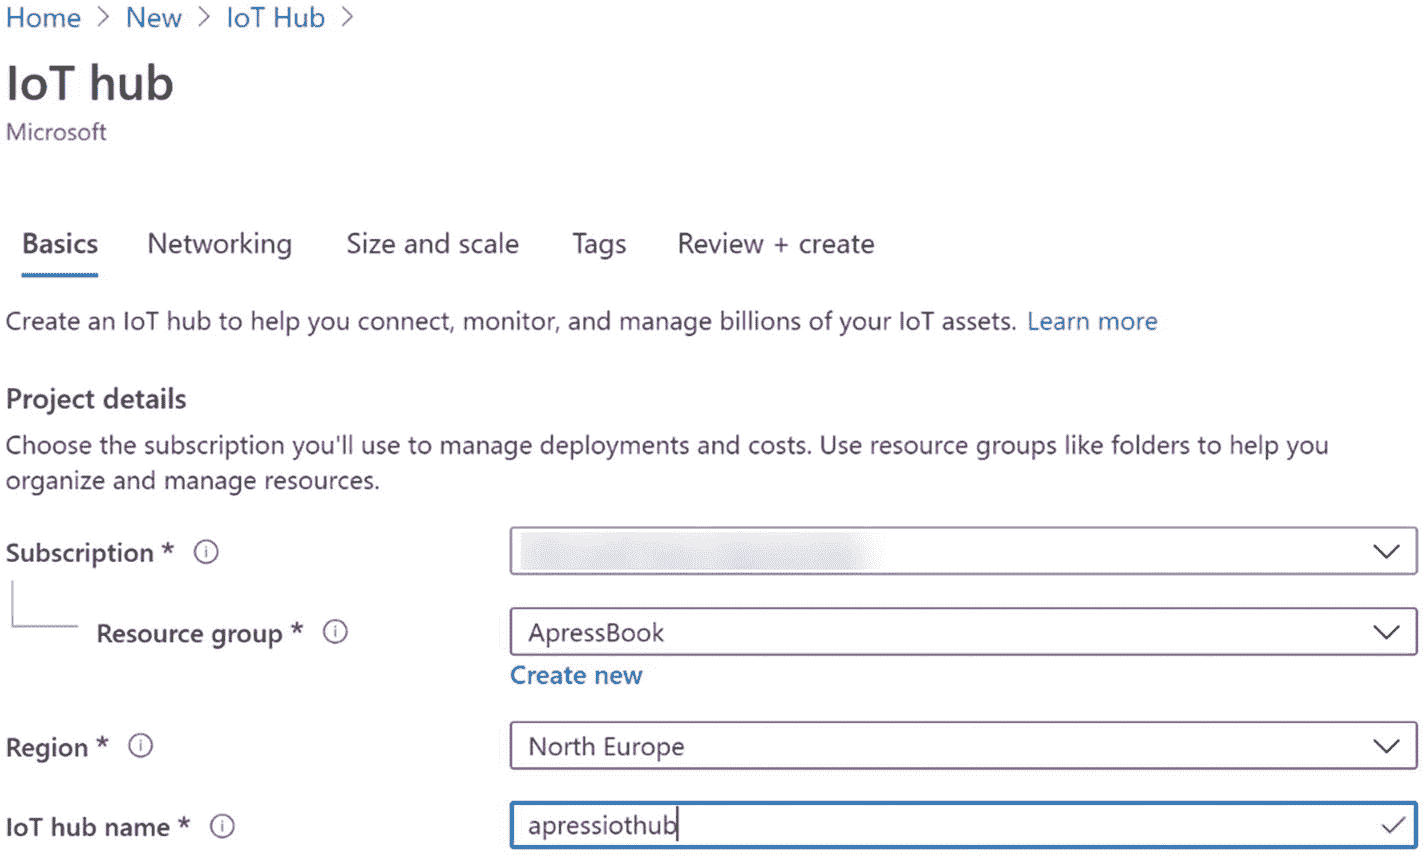 Home > New > IoT Hub >
IoT hub
Microsoft
Basics Networking Size and scale Tags Review + create
Create an IoT hub to help you connect, monitor, and manage billions of your IoT assets. Learn more
Project details
Choose the subscription you'll use to manage deployments and costs. Use resource groups like folders to help you
organize and manage resources.
Subscription *
Resource group * ApressBook
Create new
Region * North Europe
IoT hub name * apressiothub